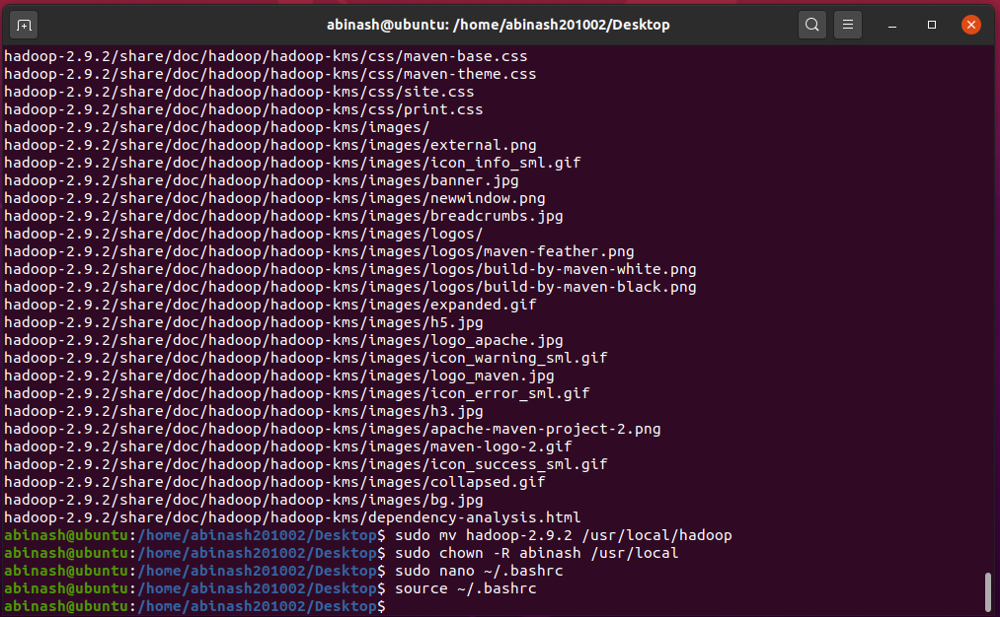 abinash@ubuntu: /home/abinash201002/Desktop
hadoop-2.9.2/share/doc/hadoop/hadoop-kms/css/maven-base.css
hadoop-2.9.2/share/doc/hadoop/hadoop-kms/css/maven-theme.css
hadoop-2.9.2/share/doc/hadoop/hadoop-kms/css/site.css
hadoop-2.9.2/share/doc/hadoop/hadoop-kms/css/print.css
hadoop-2.9.2/share/doc/hadoop/hadoop-kms/images/
hadoop-2.9.2/share/doc/hadoop/hadoop-kms/images/external.png
hadoop-2.9.2/share/doc/hadoop/hadoop-kms/images/icon_info_sml.gif
hadoop-2.9.2/share/doc/hadoop/hadoop-kms/images/banner.jpg
hadoop-2.9.2/share/doc/hadoop/hadoop-kms/images/newwindow.png
hadoop-2.9.2/share/doc/hadoop/hadoop-kms/images/breadcrumbs.jpg
hadoop-2.9.2/share/doc/hadoop/hadoop-kms/images/logos/
hadoop-2.9.2/share/doc/hadoop/hadoop-kms/images/logos/maven-feather.png
hadoop-2.9.2/share/doc/hadoop/hadoop-kms/images/logos/build-by-maven-white.png
hadoop-2.9.2/share/doc/hadoop/hadoop-kms/images/logos/build-by-maven-black.png
hadoop-2.9.2/share/doc/hadoop/hadoop-kms/images/expanded.gif
hadoop-2.9.2/share/doc/hadoop/hadoop-kms/images/h5.jpg
hadoop-2.9.2/share/doc/hadoop/hadoop-kms/images/logo_apache.jpg
hadoop-2.9.2/share/doc/hadoop/hadoop-kms/images/icon_warning_sml.gif
hadoop-2.9.2/share/doc/hadoop/hadoop-kms/images/logo_maven.jpg
hadoop-2.9.2/share/doc/hadoop/hadoop-kms/images/icon_error_sml.gif
hadoop-2.9.2/share/doc/hadoop/hadoop-kms/images/h3.jpg
hadoop-2.9.2/share/doc/hadoop/hadoop-kms/images/apache-maven-project-2.png
hadoop-2.9.2/share/doc/hadoop/hadoop-kms/images/maven-logo-2.gif
hadoop-2.9.2/share/doc/hadoop/hadoop-kms/images/icon_success_sml.gif
hadoop-2.9.2/share/doc/hadoop/hadoop-kms/images/collapsed.gif
hadoop-2.9.2/share/doc/hadoop/hadoop-kms/images/bg.jpg
hadoop-2.9.2/share/doc/hadoop/hadoop-kms/dependency-analysis.html
abinash@ubuntu:/home/abinash201002/Desktop$ sudo mv hadoop-2.9.2 /usr/local/hadoop
abinash@ubuntu:/home/abinash201002/Desktop$ sudo chown -R abinash /usr/local
abinash@ubuntu:/home/abinash201002/Desktop$ sudo nano ~/.bashrc
abinash@ubuntu:/home/abinash201002/Desktop$ source ~/.bashrc
abinash@ubuntu:/home/abinash201002/Desktop$